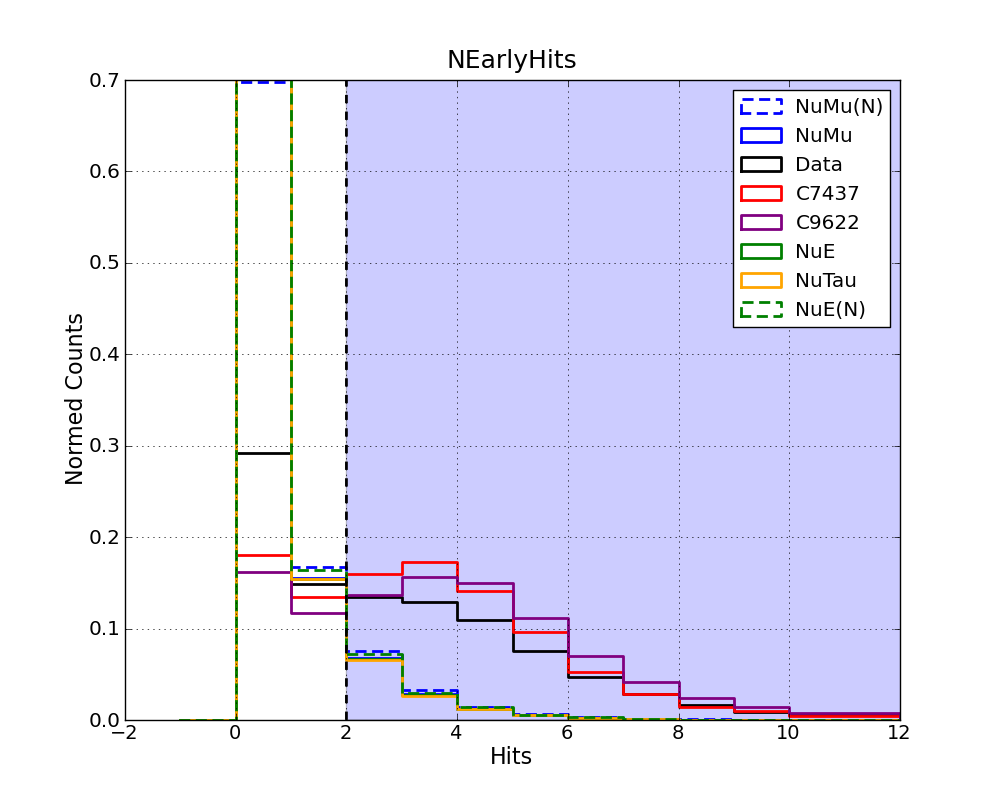 NEarlyHits
0.7
0.6
0.5
0.4
0.3
0.2
0.1
0.0
Normed Counts
−2
0
2
4
6
8
10
12
Hits
NuMu(N)
NuMu
Data
C7437
C9622
NuE
NuTau
NuE(N)